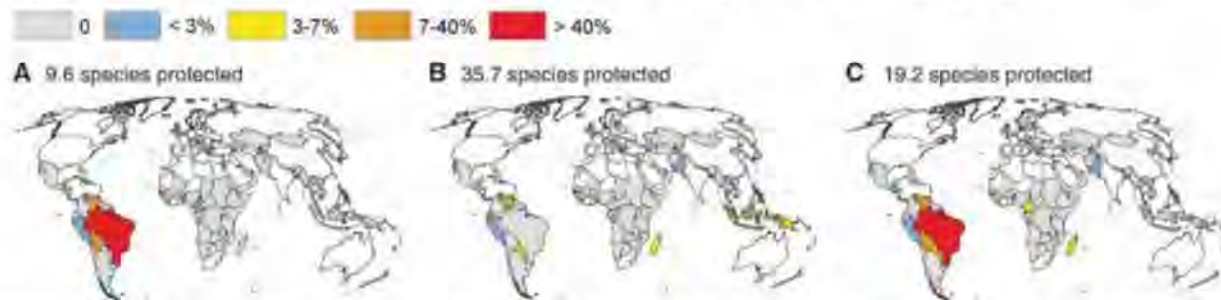 0 < 3% 3-7% 7-40% > 40%
A 9.6 species protected B 35.7 species protected C 19.2 species protected